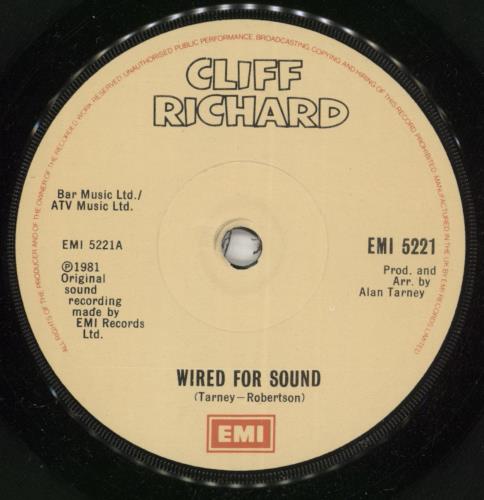 CLIFF
RICHARD
Bar Music Ltd./
ATV Music Ltd.
EMI 5221A
Ⓟ1981
Original
sound
recording
made by
EMI Records
Ltd.
EMI 5221
Prod. and
Arr. by
Alan Tarney
WIRED FOR SOUND
(Tarney—Robertson)
EMI
ALL RIGHTS OF THE PRODUCER AND OF THE OWNER OF THE RECORDED WORK RESERVED. UNAUTHORISED PUBLIC PERFORMANCE, BROADCASTING, COPYING AND HIRING OF THIS RECORD PROHIBITED. MANUFACTURED IN THE UK BY EMI RECORDS LIMITED